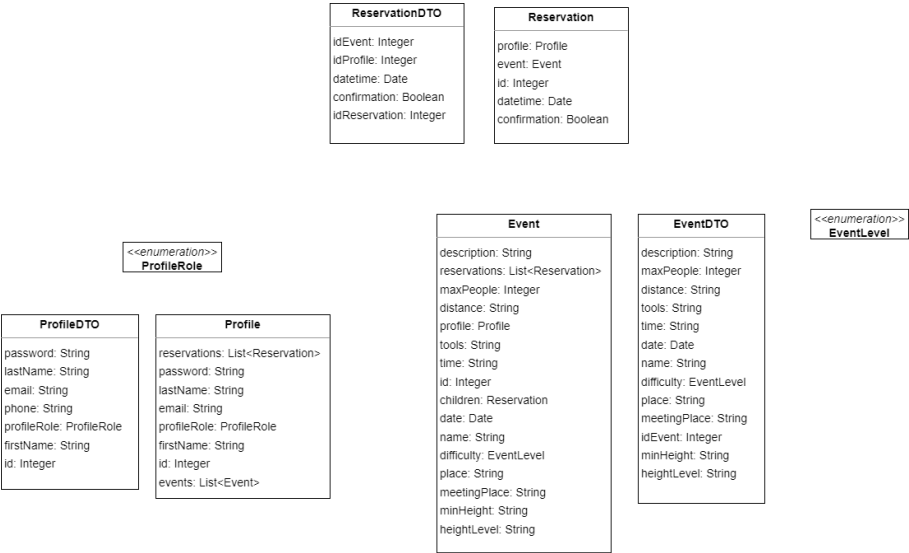 ReservationDTO
idEvent: Integer
idProfile: Integer
datetime: Date
confirmation: Boolean
idReservation: Integer
Reservation
profile: Profile
event: Event
id: Integer
datetime: Date
confirmation: Boolean
<<enumeration>>
ProfileRole
ProfileDTO
password: String
lastName: String
email: String
phone: String
profileRole: ProfileRole
firstName: String
id: Integer
Profile
reservations: List<Reservation>
password: String
lastName: String
email: String
profileRole: ProfileRole
firstName: String
id: Integer
events: List<Event>
Event
description: String
reservations: List<Reservation>
maxPeople: Integer
distance: String
profile: Profile
tools: String
time: String
id: Integer
children: Reservation
date: Date
name: String
difficulty: EventLevel
place: String
meetingPlace: String
minHeight: String
heightLevel: String
EventDTO
description: String
maxPeople: Integer
distance: String
tools: String
time: String
date: Date
name: String
difficulty: EventLevel
place: String
meetingPlace: String
idEvent: Integer
minHeight: String
heightLevel: String
<<enumeration>>
EventLevel